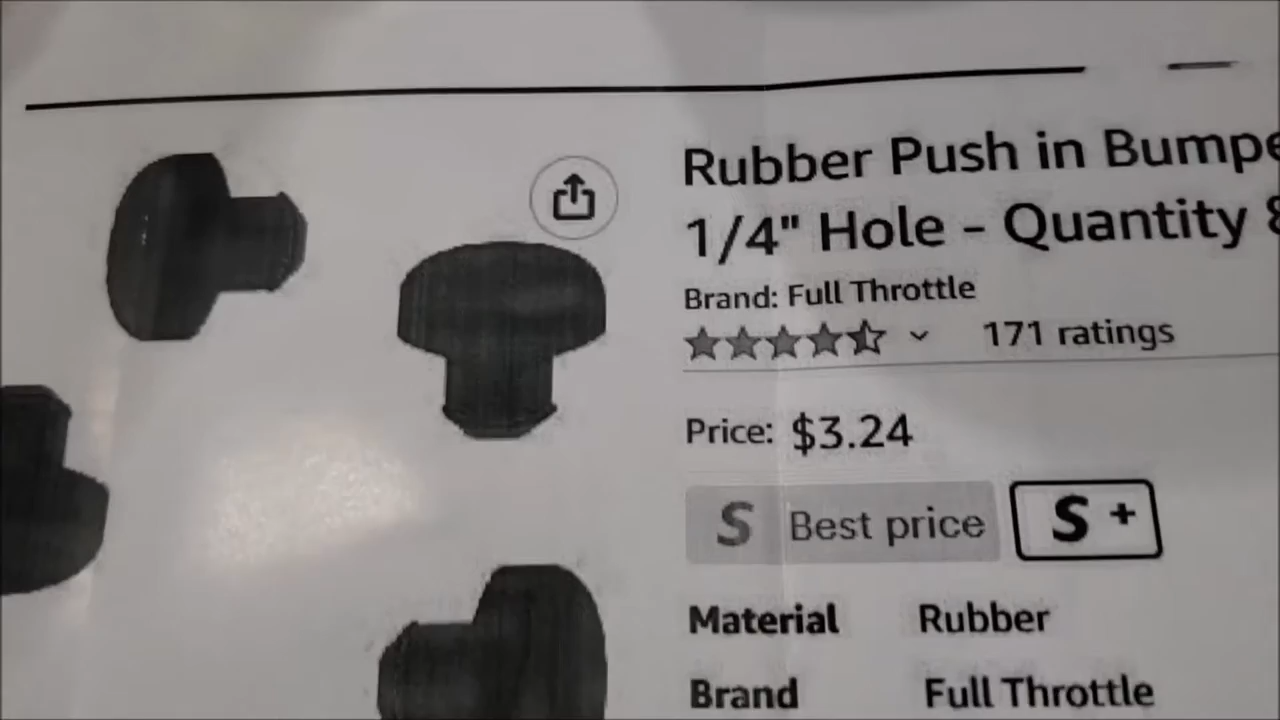 Rubber Push in Bumpe
1/4" Hole - Quantity 8
Brand: Full Throttle
171 ratings
Price: $3.24
S Best price S +
Material Rubber
Brand Full Throttle